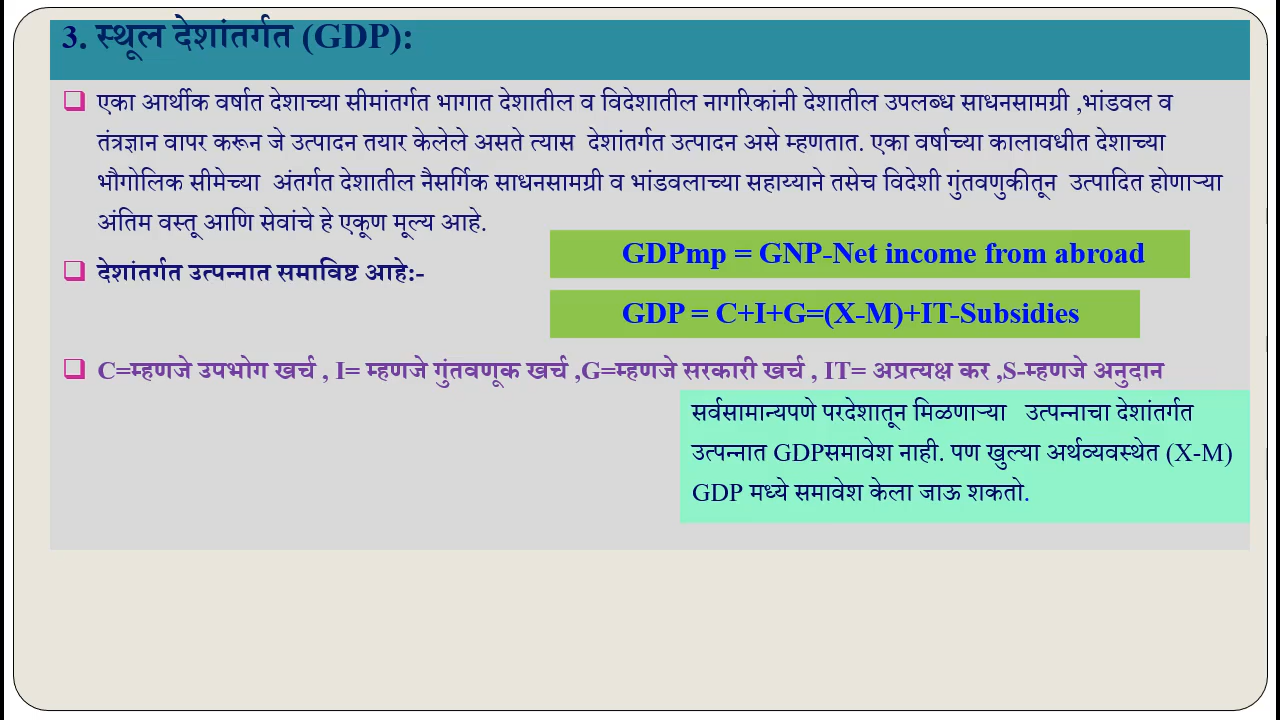 3. स्थूल देशांतर्गत (GDP):
एका आर्थीक वर्षात देशाच्या सीमांतर्गत भागात देशातील व विदेशातील नागरिकांनी देशातील उपलब्ध साधनसामग्री ,भांडवल व
तंत्रज्ञान वापर करून जे उत्पादन तयार केलेले असते त्यास देशांतर्गत उत्पादन असे म्हणतात. एका वर्षाच्या कालावधीत देशाच्या
भौगोलिक सीमेच्या अंतर्गत देशातील नैसर्गिक साधनसामग्री व भांडवलाच्या सहाय्याने तसेच विदेशी गुंतवणुकीतून उत्पादित होणाऱ्या
अंतिम वस्तू आणि सेवांचे हे एकूण मूल्य आहे.
GDPmp = GNP-Net income from abroad
देशांतर्गत उत्पन्नात समाविष्ट आहे:-
GDP = C+I+G=(X-M)+IT-Subsidies
C=म्हणजे उपभोग खर्च , I= म्हणजे गुंतवणूक खर्च ,G=म्हणजे सरकारी खर्च , IT= अप्रत्यक्ष कर ,S-म्हणजे अनुदान
सर्वसामान्यपणे परदेशातून मिळणाऱ्या उत्पन्नाचा देशांतर्गत
उत्पन्नात GDPसमावेश नाही. पण खुल्या अर्थव्यवस्थेत (X-M)
GDP मध्ये समावेश केला जाऊ शकतो.